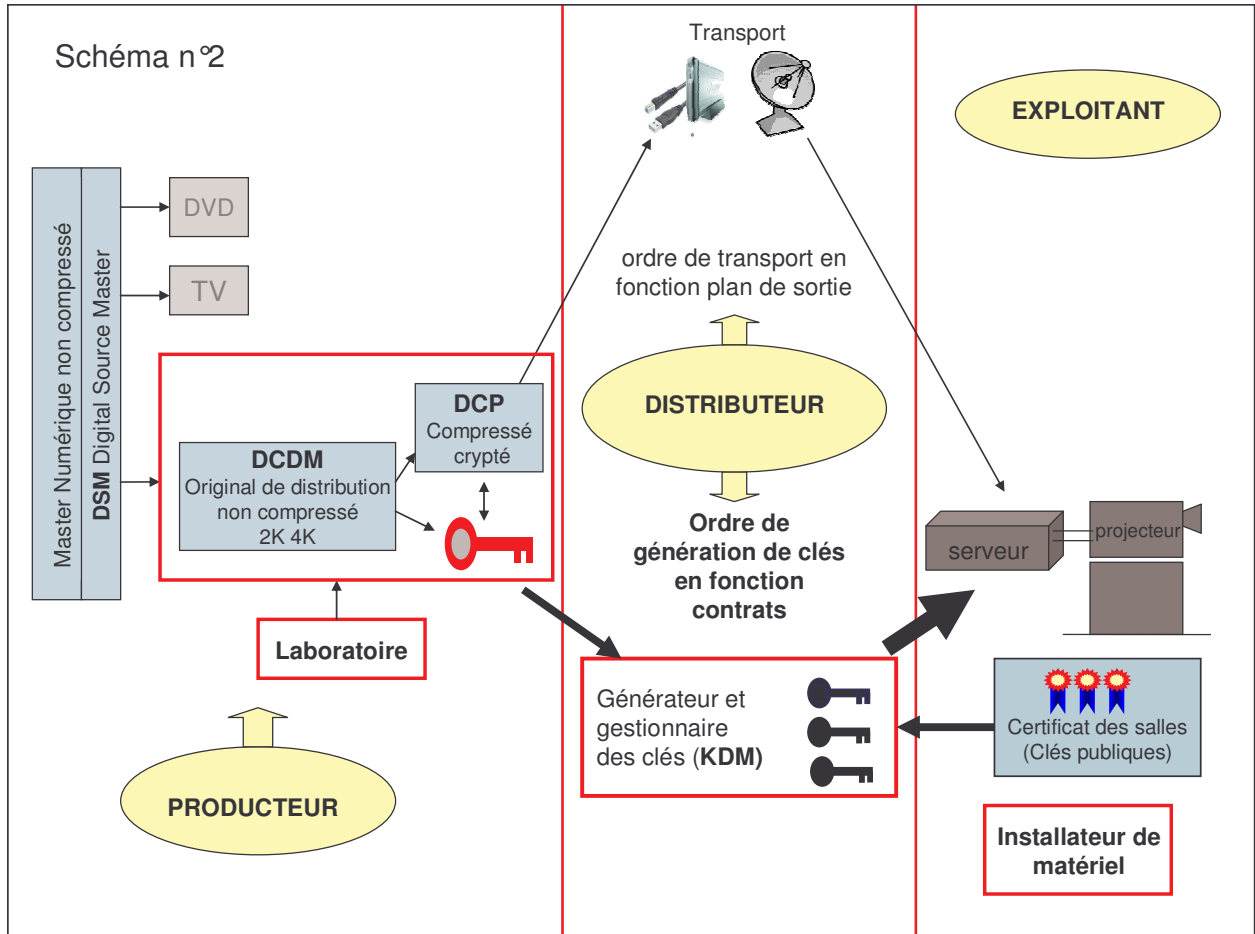 Schéma n°2
Transport
EXPLOITANT
Master Numérique non compressé
DSM Digital Source Master
DVD
TV
ordre de transport en
fonction plan de sortie
DISTRIBUTEUR
DCP
Compressé
crypté
DCDM
Original de distribution
non compressé
2K 4K
Ordre de
génération de clés
en fonction
contrats
serveur
projecteur
Laboratoire
Générateur et
gestionnaire
des clés (KDM)
Certificat des salles
(Clés publiques)
PRODUCTEUR
Installateur de
matériel